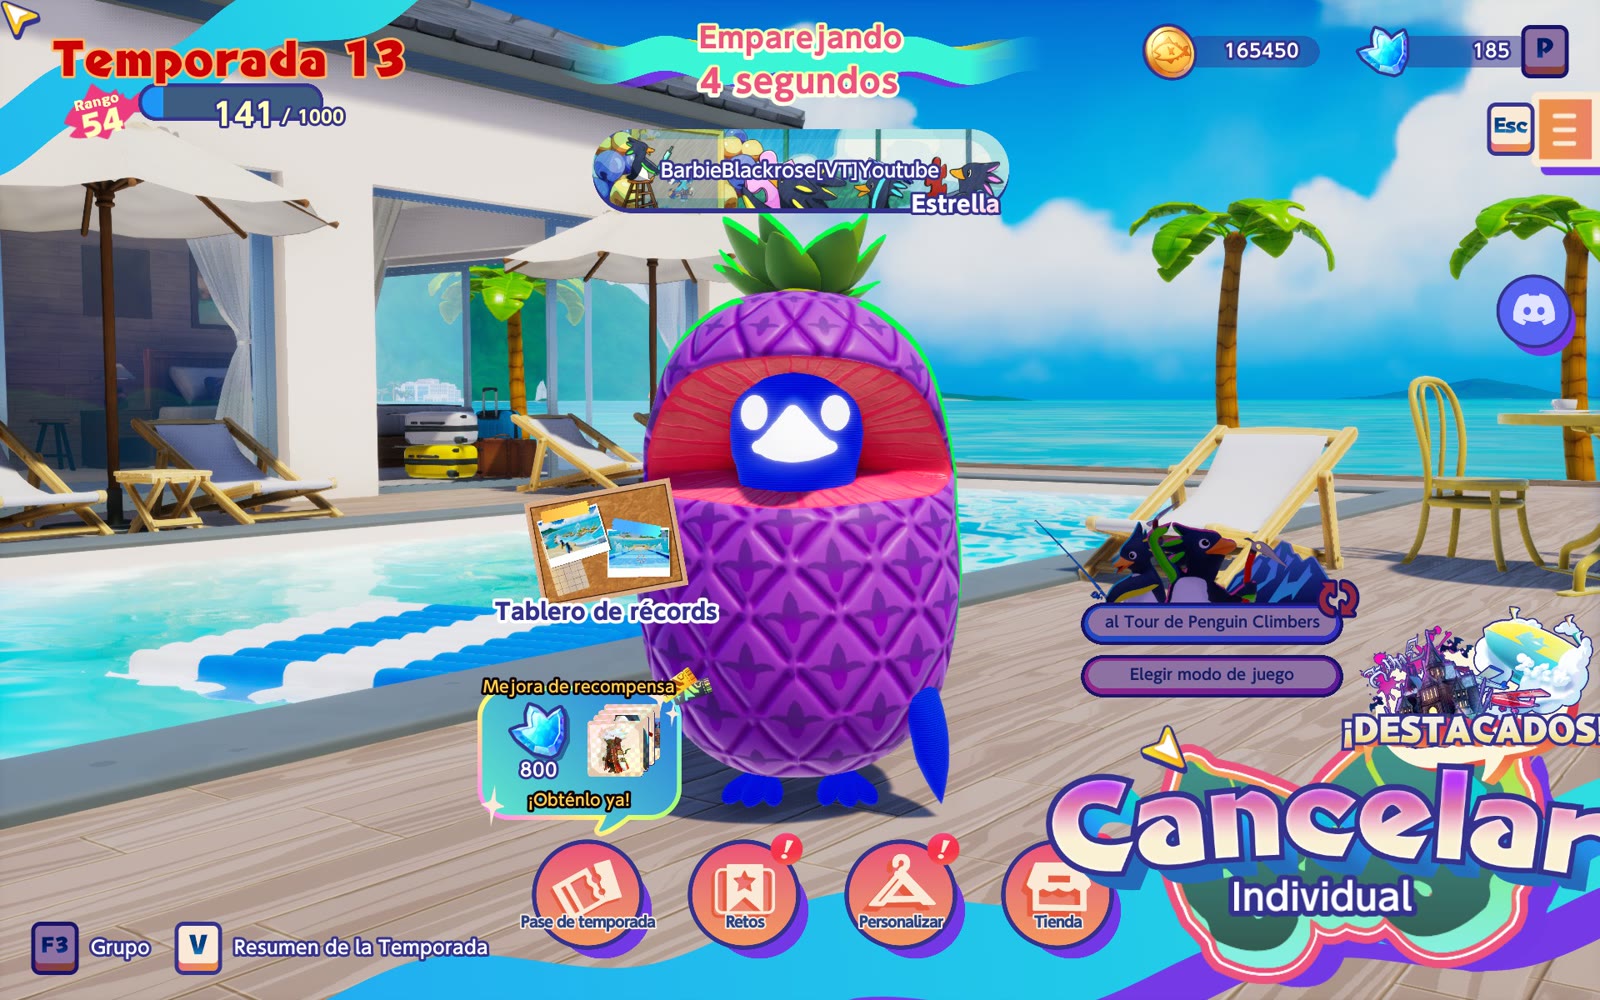 Temporada 13
Rango
54
141 / 1000
Emparejando
4 segundos
165450
185
P
Esc
BarbieBlackrose[VT]Youtube
Estrella
Tablero de récords
al Tour de Penguin Climbers
Elegir modo de juego
Mejora de recompensa
800
¡Obténlo ya!
¡DESTACADOS!
Cancelar
Individual
Pase de temporada
Retos
Personalizar
Tienda
F3 Grupo
V Resumen de la Temporada